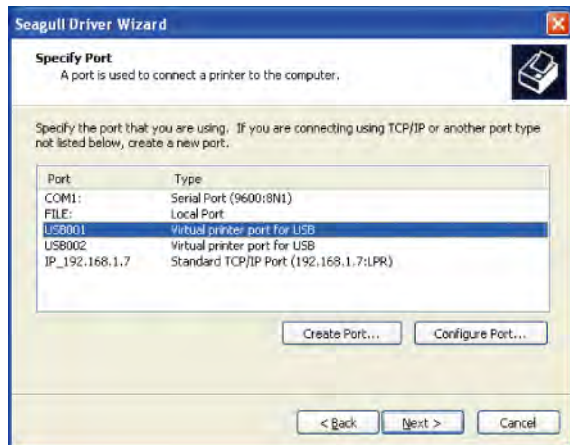 Seagull Driver Wizard
Specify Port
A port is used to connect a printer to the computer.
Specify the port that you are using. If you are connecting using TCP/IP or another port type
not listed below, create a new port.
Port Type
COM1: Serial Port (9600:8N1)
FILE: Local Port
USB001 Virtual printer port for USB
USB002 Virtual printer port for USB
IP_192.168.1.7 Standard TCP/IP Port (192.168.1.7:LPR)
Create Port... Configure Port...
< Back Next > Cancel